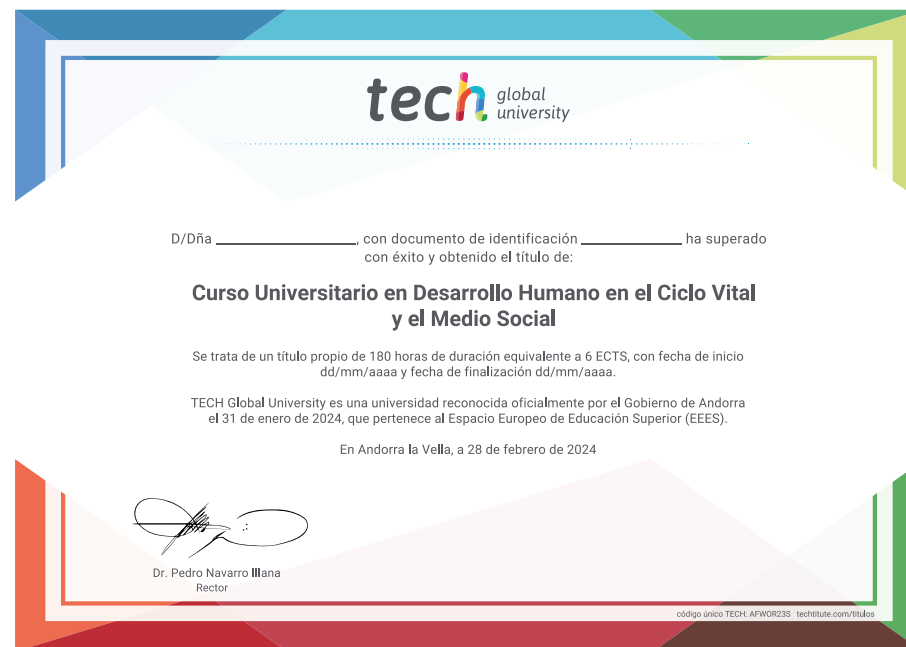 tech global
university
D/Dña ____________________, con documento de identificación ______________ ha superado
con éxito y obtenido el título de:
Curso Universitario en Desarrollo Humano en el Ciclo Vital
y el Medio Social
Se trata de un título propio de 180 horas de duración equivalente a 6 ECTS, con fecha de inicio
dd/mm/aaaa y fecha de finalización dd/mm/aaaa.
TECH Global University es una universidad reconocida oficialmente por el Gobierno de Andorra
el 31 de enero de 2024, que pertenece al Espacio Europeo de Educación Superior (EEES).
En Andorra la Vella, a 28 de febrero de 2024
Dr. Pedro Navarro Illana
Rector
código único TECH: AFWOR23S techtitute.com/titulos